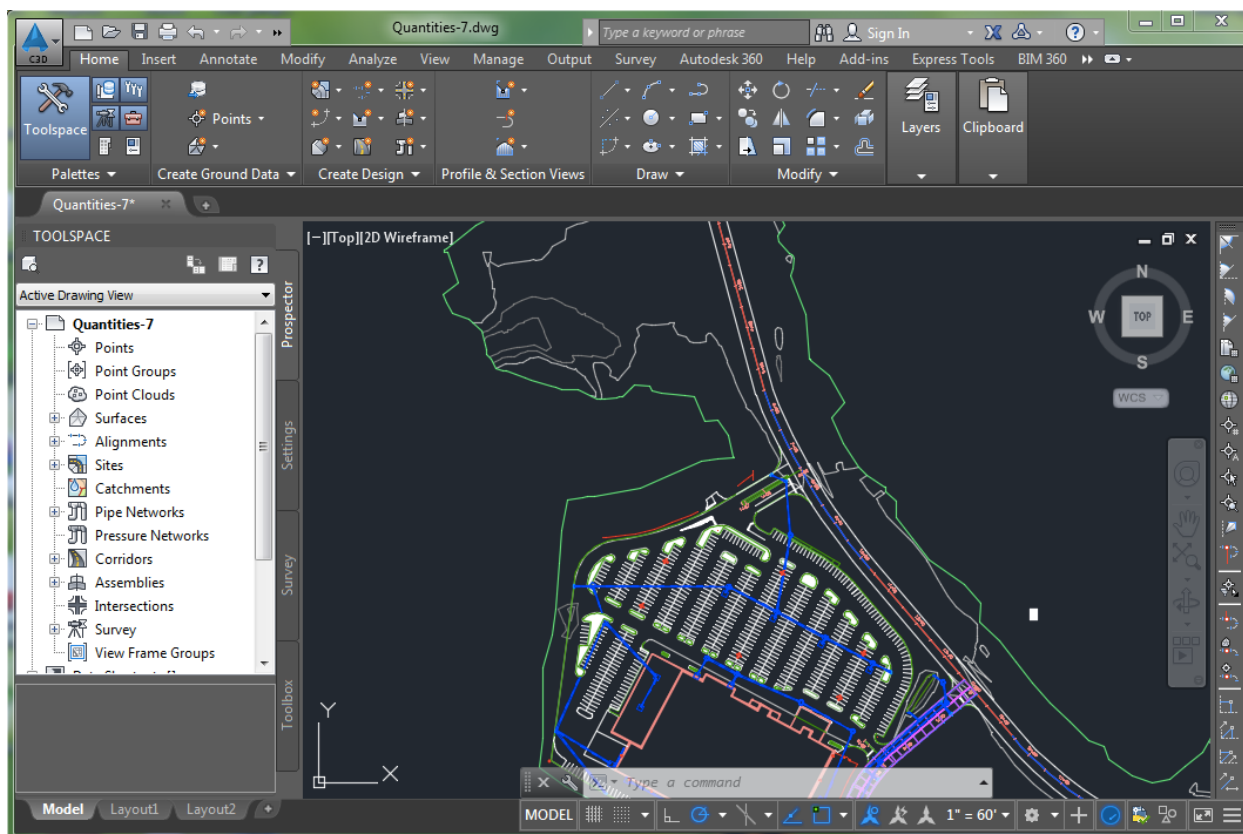 Quantities-7.dwg
Type a keyword or phrase
Sign In
C3D
Home Insert Annotate Modify Analyze View Manage Output Survey Autodesk 360 Help Add-ins Express Tools BIM 360
Toolspace
Points
Layers
Clipboard
Palettes
Create Ground Data
Create Design
Profile & Section Views
Draw
Modify
Quantities-7*
TOOLSPACE
Active Drawing View
Quantities-7
Points
Point Groups
Point Clouds
Surfaces
Alignments
Sites
Catchments
Pipe Networks
Pressure Networks
Corridors
Assemblies
Intersections
Survey
View Frame Groups
Prospector
Settings
Survey
Toolbox
[−][Top][2D Wireframe]
N
W TOP E
S
WCS
Y
X
Type a command
Model Layout1 Layout2
MODEL
1" = 60'